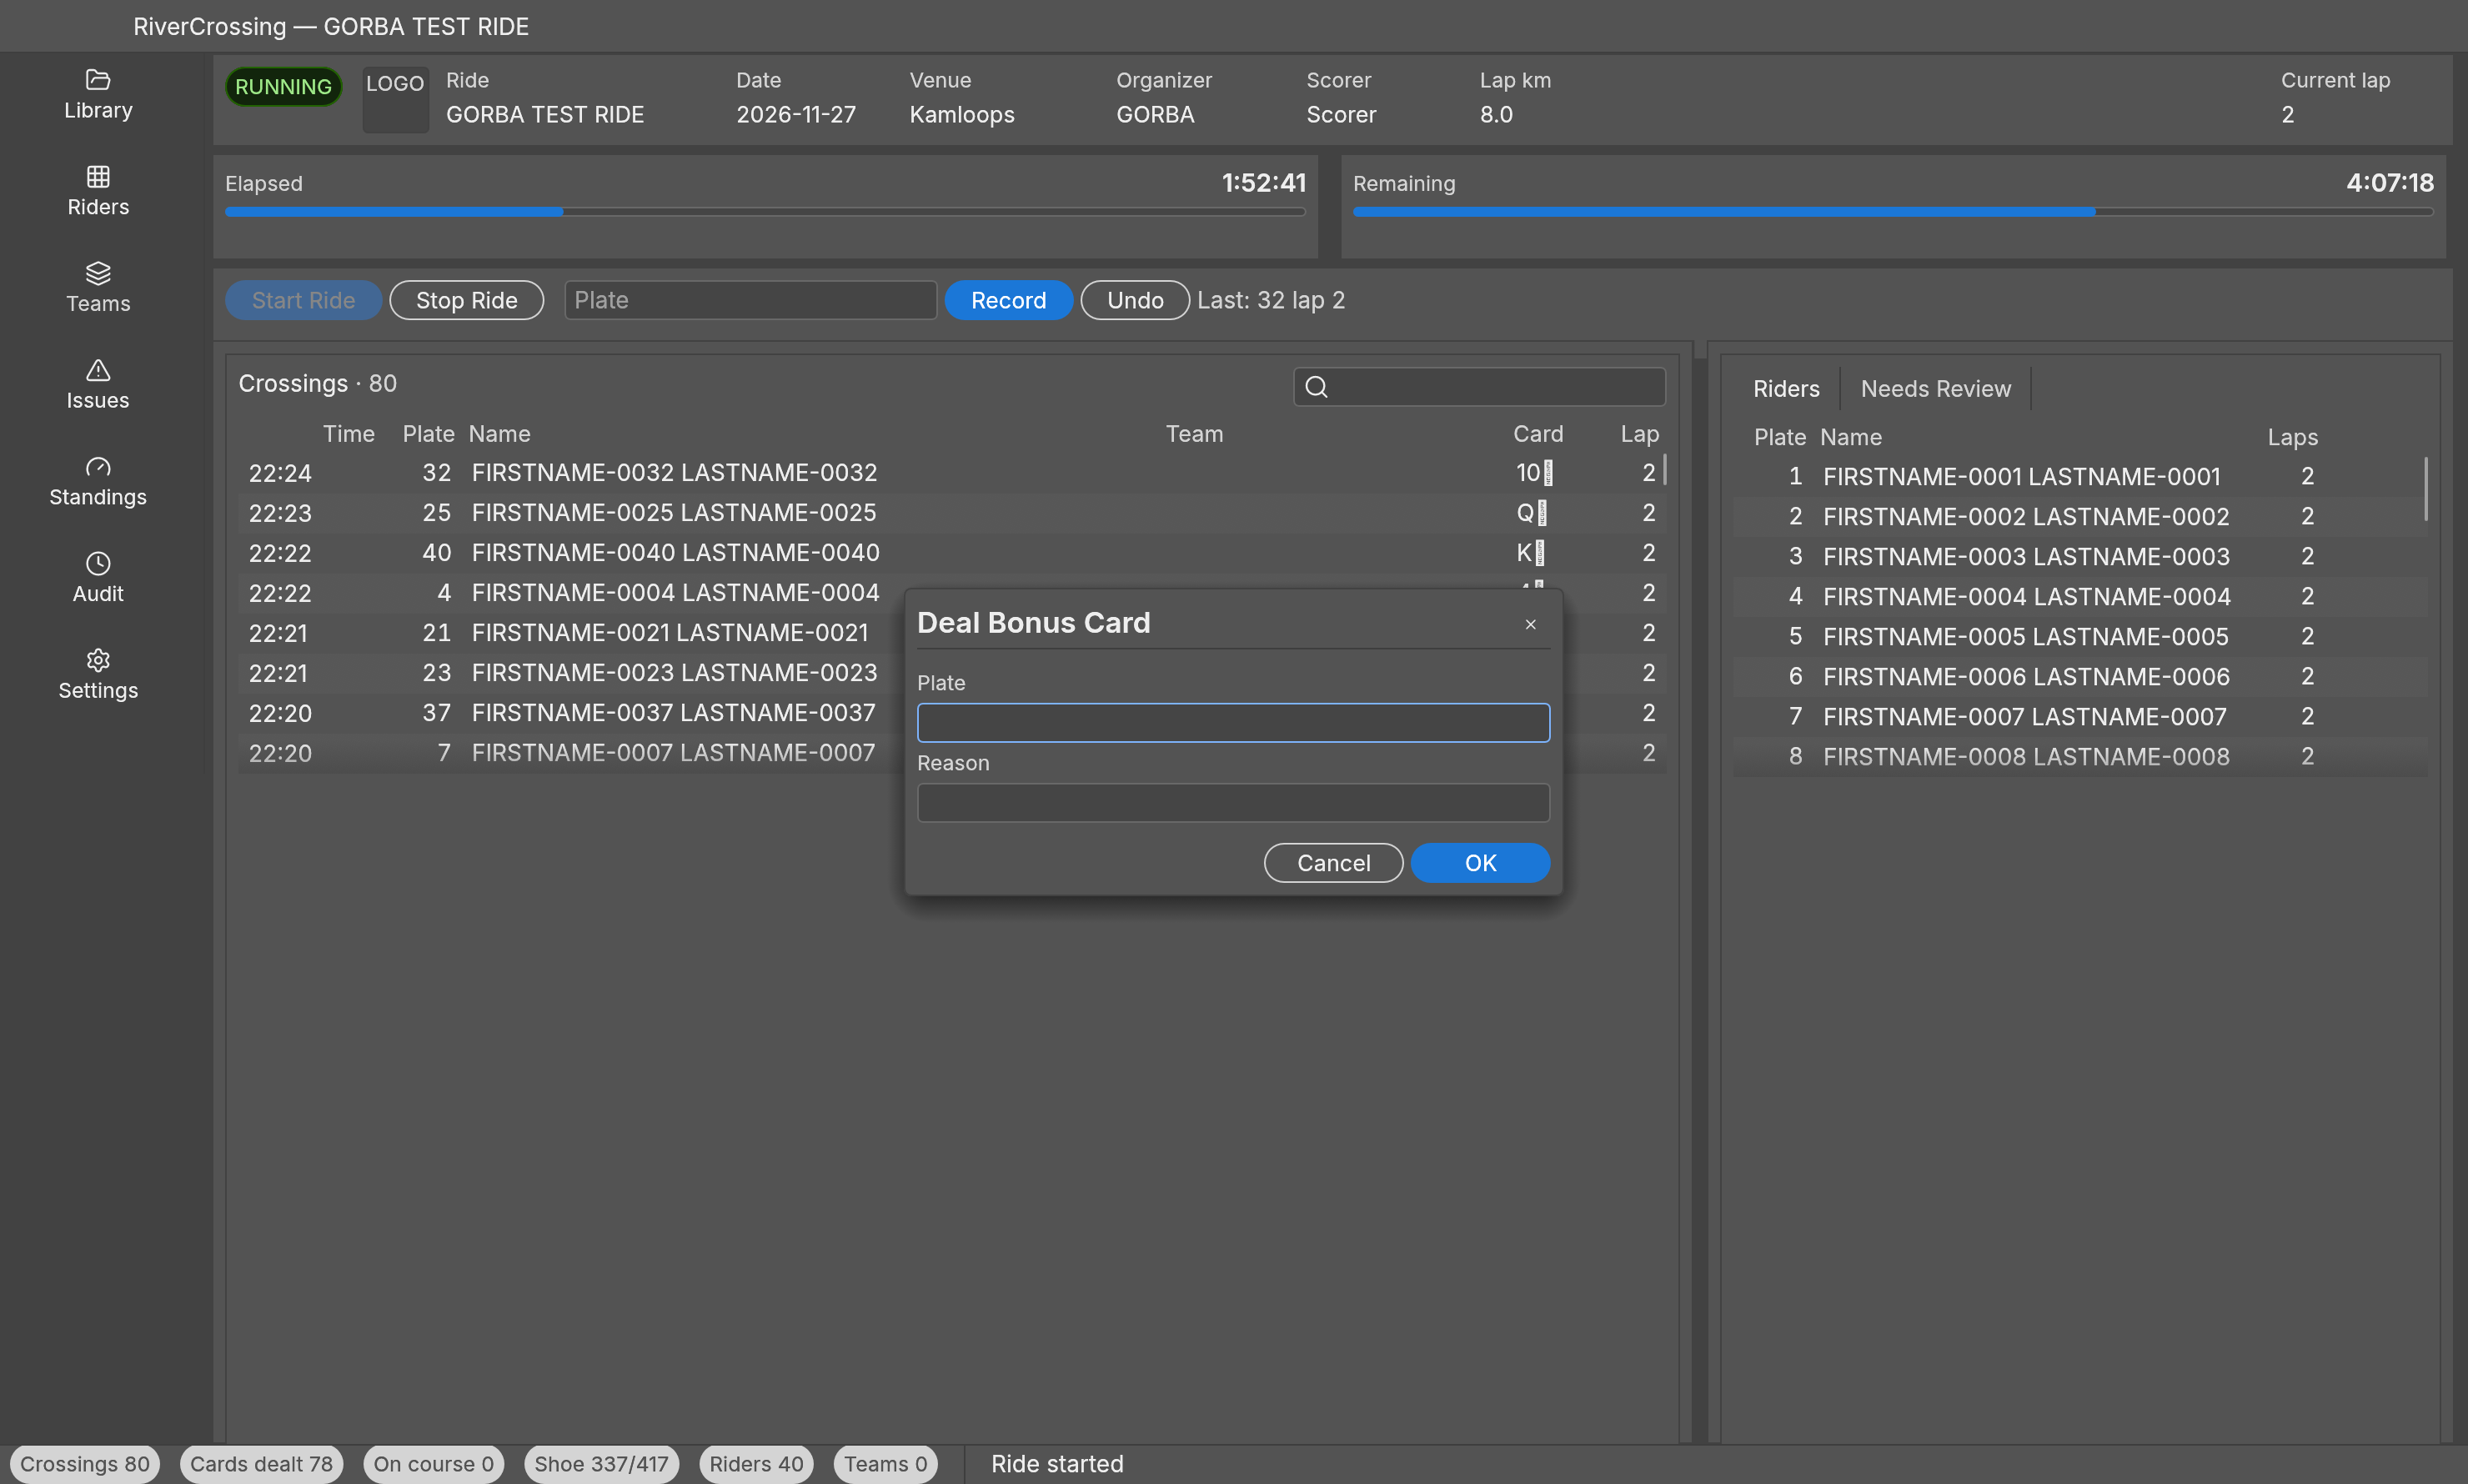 RiverCrossing — GORBA TEST RIDE
Library
Riders
Teams
Issues
Standings
Audit
Settings
RUNNING
LOGO
Ride Date Venue Organizer Scorer Lap km Current lap
GORBA TEST RIDE 2026-11-27 Kamloops GORBA Scorer 8.0 2
Elapsed 1:52:41
Remaining 4:07:18
Start Ride Stop Ride Plate Record Undo Last: 32 lap 2
Crossings · 80
Time Plate Name Team Card Lap
22:24 32 FIRSTNAME-0032 LASTNAME-0032 10 2
22:23 25 FIRSTNAME-0025 LASTNAME-0025 Q 2
22:22 40 FIRSTNAME-0040 LASTNAME-0040 K 2
22:22 4 FIRSTNAME-0004 LASTNAME-0004 2
22:21 21 FIRSTNAME-0021 LASTNAME-0021 2
22:21 23 FIRSTNAME-0023 LASTNAME-0023 2
22:20 37 FIRSTNAME-0037 LASTNAME-0037 2
22:20 7 FIRSTNAME-0007 LASTNAME-0007 2
Deal Bonus Card ×
Plate
Reason
Cancel OK
Riders Needs Review
Plate Name Laps
1 FIRSTNAME-0001 LASTNAME-0001 2
2 FIRSTNAME-0002 LASTNAME-0002 2
3 FIRSTNAME-0003 LASTNAME-0003 2
4 FIRSTNAME-0004 LASTNAME-0004 2
5 FIRSTNAME-0005 LASTNAME-0005 2
6 FIRSTNAME-0006 LASTNAME-0006 2
7 FIRSTNAME-0007 LASTNAME-0007 2
8 FIRSTNAME-0008 LASTNAME-0008 2
Crossings 80 Cards dealt 78 On course 0 Shoe 337/417 Riders 40 Teams 0 Ride started